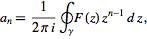 a_n = \frac{1}{2\pi i} \oint_\gamma F(z) z^{n-1} dz,